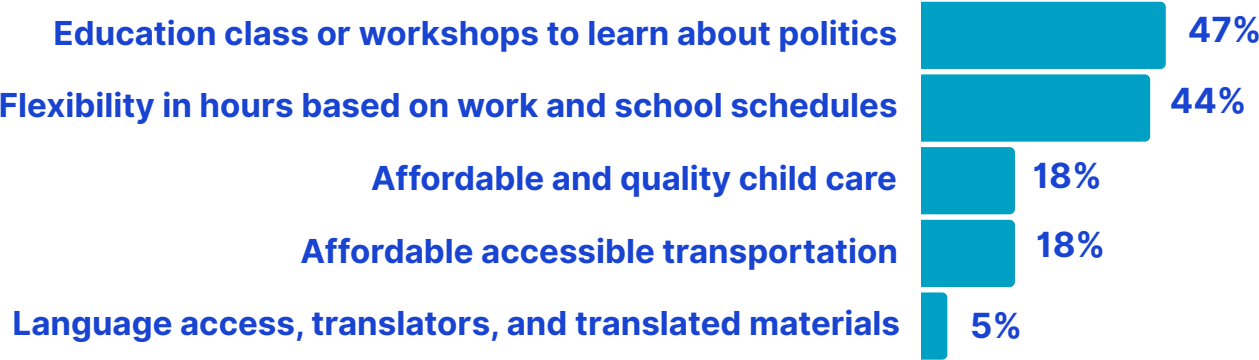 Education class or workshops to learn about politics 47%
Flexibility in hours based on work and school schedules 44%
Affordable and quality child care 18%
Affordable accessible transportation 18%
Language access, translators, and translated materials 5%